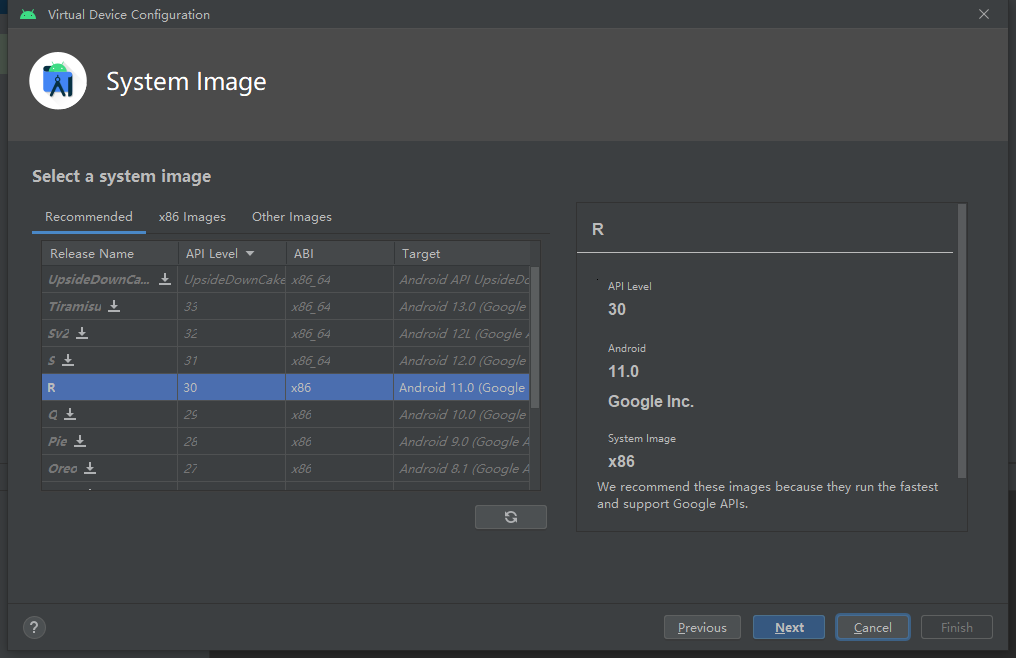 Virtual Device Configuration
System Image
Select a system image
Recommended x86 Images Other Images
Release Name API Level ABI Target
UpsideDownCa... UpsideDownCake x86_64 Android API UpsideDo
Tiramisu 33 x86_64 Android 13.0 (Google
Sv2 32 x86_64 Android 12L (Google A
S 31 x86_64 Android 12.0 (Google
R 30 x86 Android 11.0 (Google
Q 29 x86 Android 10.0 (Google
Pie 28 x86 Android 9.0 (Google A
Oreo 27 x86 Android 8.1 (Google A
R
API Level
30
Android
11.0
Google Inc.
System Image
x86
We recommend these images because they run the fastest
and support Google APIs.
? Previous Next Cancel Finish